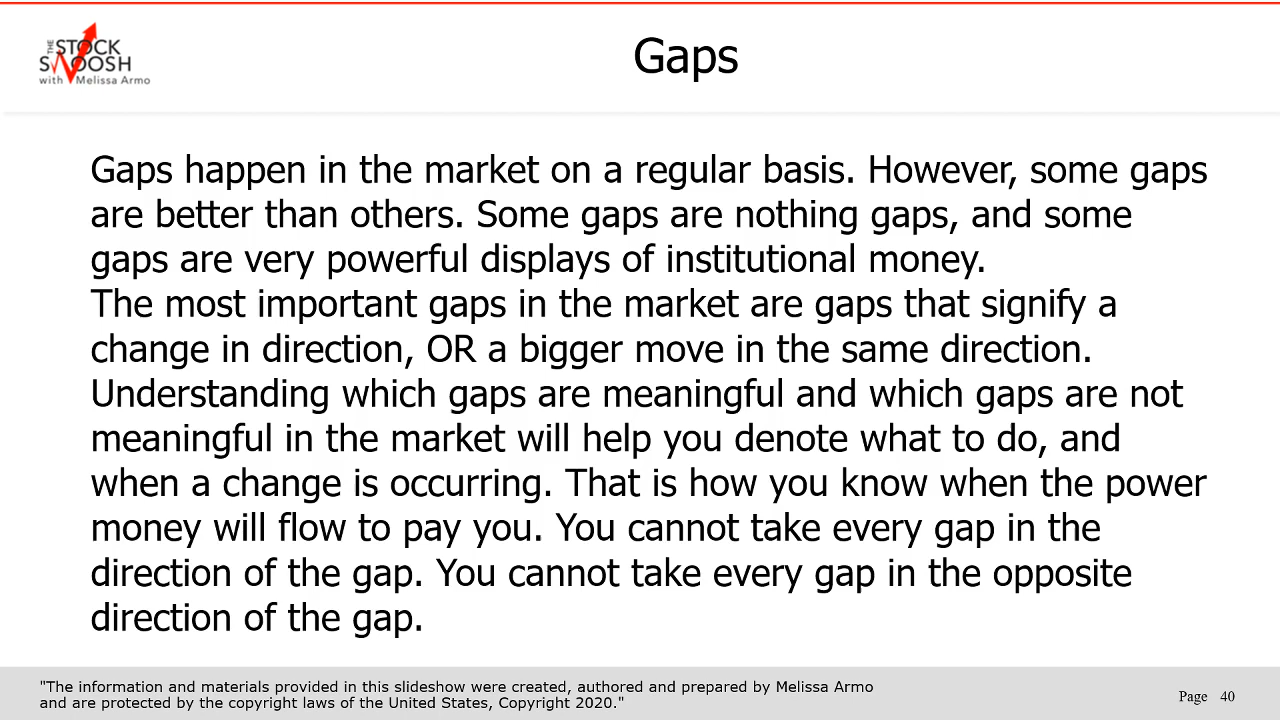 THE
STOCK
SWOOSH
with Melissa Armo
Gaps
Gaps happen in the market on a regular basis. However, some gaps
are better than others. Some gaps are nothing gaps, and some
gaps are very powerful displays of institutional money.
The most important gaps in the market are gaps that signify a
change in direction, OR a bigger move in the same direction.
Understanding which gaps are meaningful and which gaps are not
meaningful in the market will help you denote what to do, and
when a change is occurring. That is how you know when the power
money will flow to pay you. You cannot take every gap in the
direction of the gap. You cannot take every gap in the opposite
direction of the gap.
"The information and materials provided in this slideshow were created, authored and prepared by Melissa Armo
and are protected by the copyright laws of the United States, Copyright 2020."
Page 40